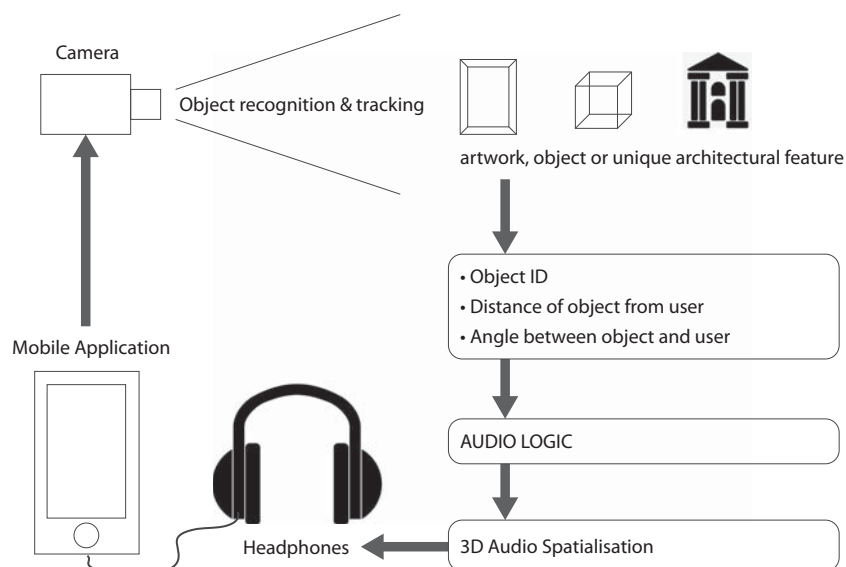 Camera
Object recognition & tracking
artwork, object or unique architectural feature
• Object ID
• Distance of object from user
• Angle between object and user
Mobile Application
AUDIO LOGIC
Headphones
3D Audio Spatialisation